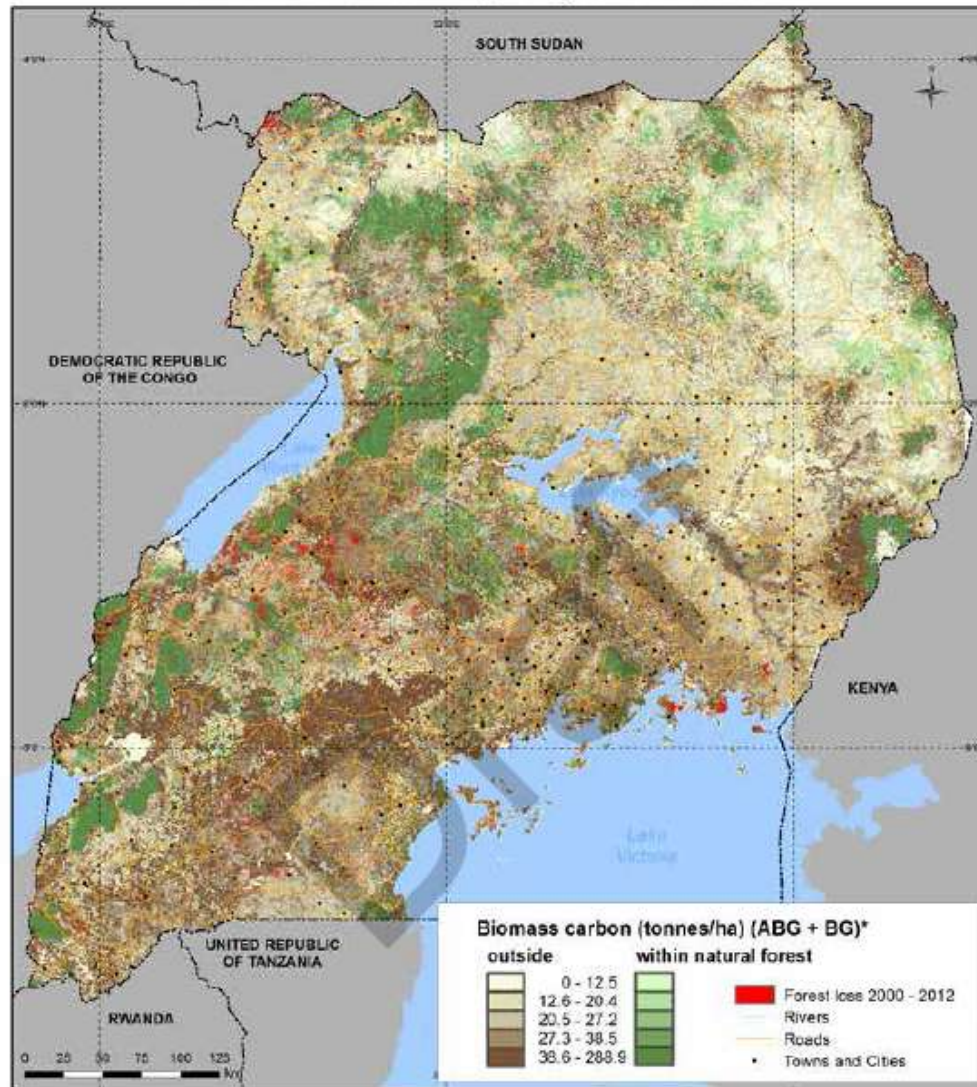 SOUTH SUDAN
DEMOCRATIC REPUBLIC
OF THE CONGO
KENYA
Lake
Victoria
UNITED REPUBLIC
OF TANZANIA
RWANDA
0 25 50 75 100 125
Km
Biomass carbon (tonnes/ha) (ABG + BG)*
outside within natural forest
0 - 12.5
12.6 - 20.4
20.5 - 27.2
27.3 - 38.5
38.6 - 288.9
Forest loss 2000 - 2012
Rivers
Roads
Towns and Cities